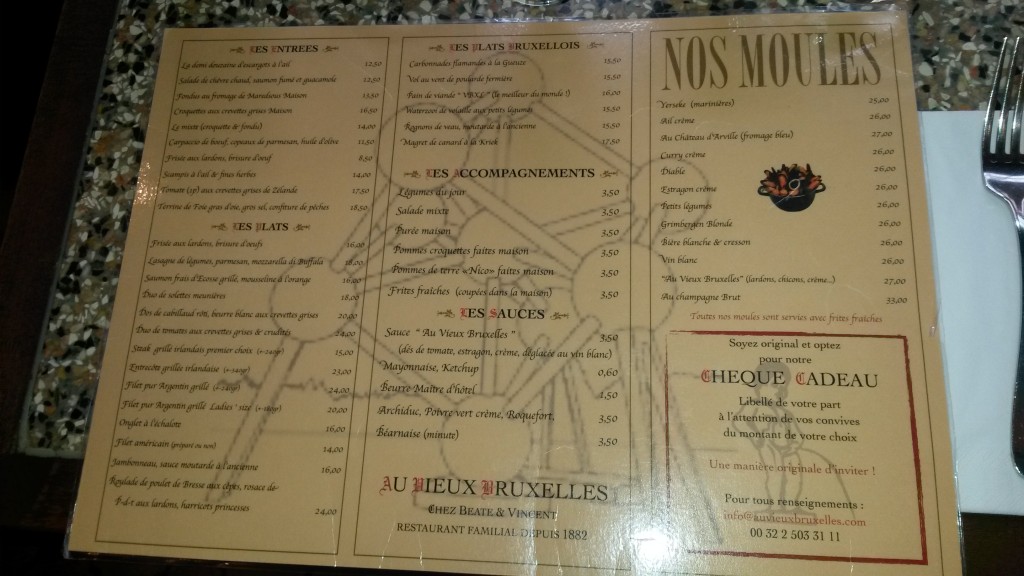 LES ENTREES
La demi douzaine d'escargots à l'ail 12,50
Salade de chèvre chaud, saumon fumé et guacamole 12,50
Fondus au fromage de Maredsous Maison 13,50
Croquettes aux crevettes grises Maison 16,50
Le mixte (croquette & fondu) 14,00
Carpaccio de boeuf, copeaux de parmesan, huile d'olive 11,50
Frisée aux lardons, brisure d'oeuf 8,50
Scampis à l'ail & fines herbes 14,00
Tomate (sp) aux crevettes grises de Zélande 17,50
Terrine de Foie gras d'oie, gros sel, confiture de pêches 18,50
LES PLATS
Frisée aux lardons, brisure d'oeufs 16,00
Lasagne de légumes, parmesan, mozzarella di Buffala 16,00
Saumon frais d'Ecosse grillé, mousseline à l'orange 16,00
Duo de solettes meunières 18,00
Dos de cabillaud rôti, beurre blanc aux crevettes grises 20,00
Duo de tomates aux crevettes grises & crudités 24,00
Steak grillé irlandais premier choix 15,00
Entrecôte grillée irlandaise 23,00
Filet pur Argentin grillé 24,00
Filet pur Argentin grillé Ladies' size 20,00
Onglet à l'échalote 16,00
Filet américain (préparé ou non) 14,00
Jambonneau, sauce moutarde à l'ancienne 16,00
Roulade de poulet de Bresse aux cèpes, rosace de
P-d-t aux lardons, harricots princesses 24,00
LES PLATS BRUXELLOIS
Carbonnades flamandes à la Gueuze 15,50
Vol au vent de poularde fermière 15,50
Pain de viande "VBXL" (le meilleur du monde !) 16,00
Waterzooi de volaille aux petits légumes 15,50
Rognons de veau, moutarde à l'ancienne 15,50
Magret de canard à la Kriek 17,50
LES ACCOMPAGNEMENTS
Légumes du jour 3,50
Salade mixte 3,50
Purée maison 3,50
Pommes croquettes faites maison 3,50
Pommes de terre «Nico» faites maison 3,50
Frites fraîches (coupées dans la maison) 3,50
LES SAUCES
Sauce "Au Vieux Bruxelles" 3,50
(dés de tomate, estragon, crème, déglacée au vin blanc)
Mayonnaise, Ketchup 0,60
Beurre Maître d'hôtel 1,50
Archiduc, Poivre vert crème, Roquefort, 3,50
Béarnaise (minute) 3,50
AU VIEUX BRUXELLES
CHEZ BEATE & VINCENT
RESTAURANT FAMILIAL DEPUIS 1882
NOS MOULES
Yerseke (marinières) 25,00
Ail crème 26,00
Au Château d'Arville (fromage bleu) 27,00
Curry crème 26,00
Diable 26,00
Estragon crème 26,00
Petits légumes 26,00
Grimbergen Blonde 26,00
Bière blanche & cresson 26,00
Vin blanc 26,00
"Au Vieux Bruxelles" (lardons, chicons, crème...) 27,00
Au champagne Brut 33,00
Toutes nos moules sont servies avec frites fraîches
Soyez original et optez
pour notre
CHEQUE CADEAU
Libellé de votre part
à l'attention de vos convives
du montant de votre choix
Une manière originale d'inviter !
Pour tous renseignements :
info@auvieuxbruxelles.com
00 32 2 503 31 11